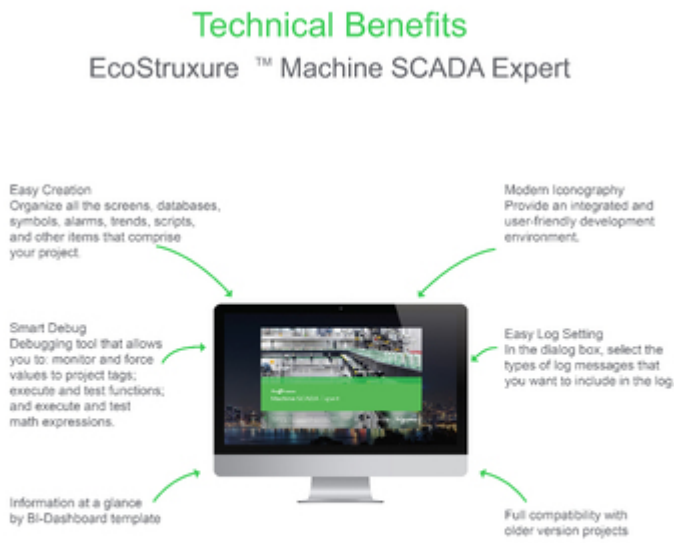 Technical Benefits
EcoStruxure ™ Machine SCADA Expert
Easy Creation
Organize all the screens, databases,
symbols, alarms, trends, scripts,
and other items that comprise
your project.
Modern Iconography
Provide an integrated and
user-friendly development
environment.
Smart Debug
Debugging tool that allows
you to: monitor and force
values to project tags;
execute and test functions;
and execute and test
math expressions.
Easy Log Setting
In the dialog box, select the
types of log messages that
you want to include in the log
Machine SCADA Expert
Information at a glance
by BI-Dashboard template
Full compatibility with
older version projects